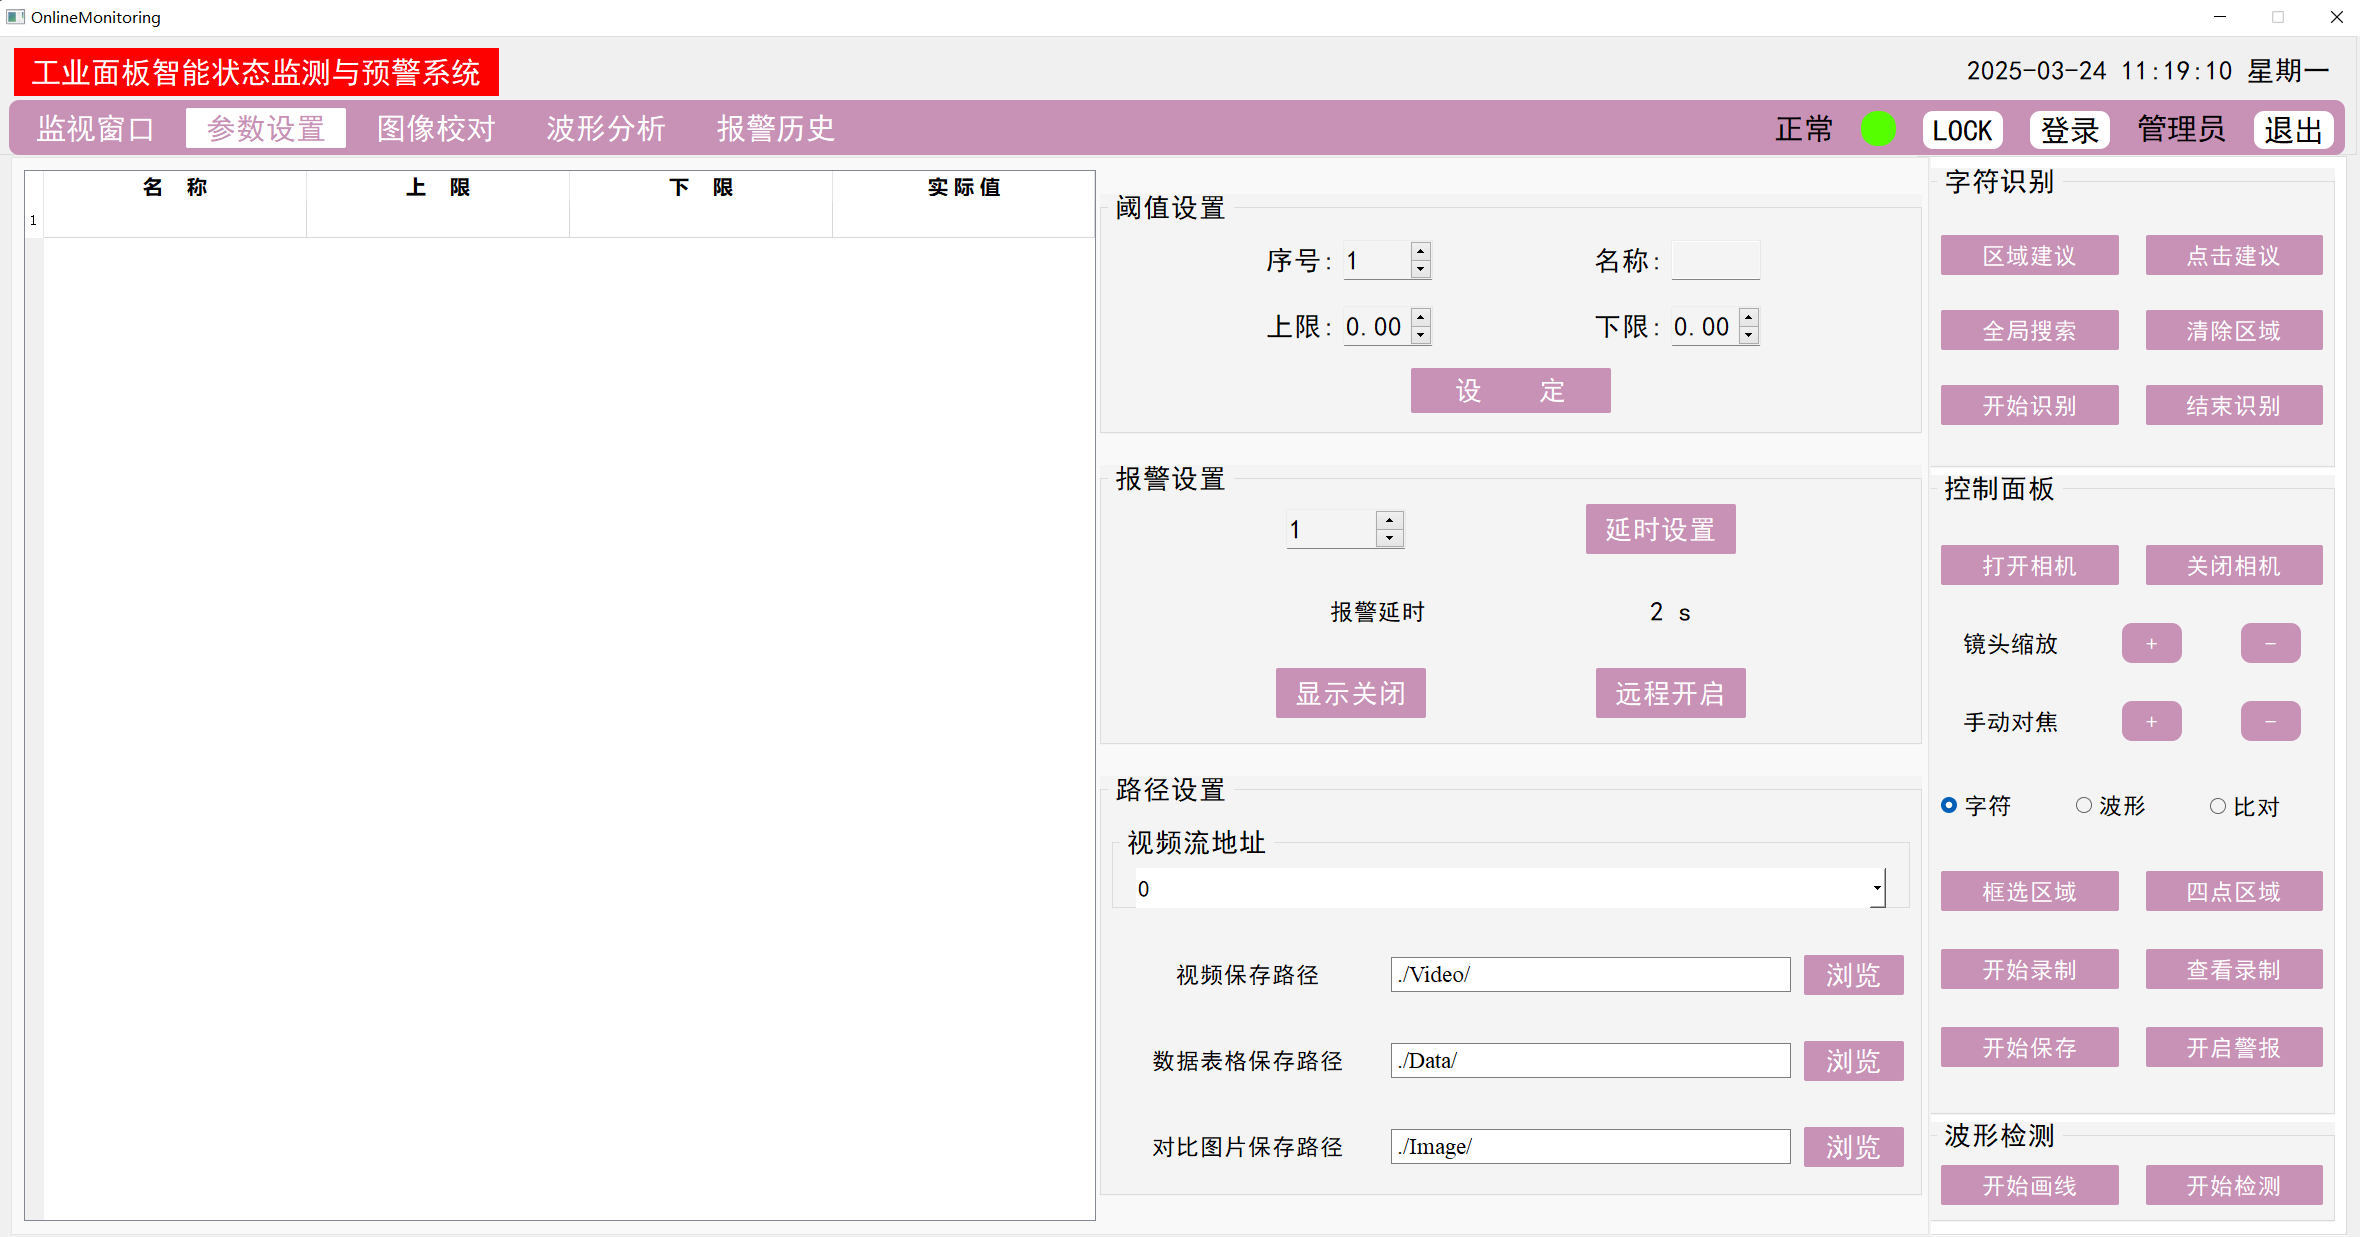 OnlineMonitoring
工业面板智能状态监测与预警系统
2025-03-24 11:19:10 星期一
监视窗口 参数设置 图像校对 波形分析 报警历史 正常 LOCK 登录 管理员 退出
名 称 上 限 下 限 实际值
1
阈值设置
序号: 1 名称:
上限: 0.00 下限: 0.00
设 定
报警设置
1 延时设置
报警延时 2 s
显示关闭 远程开启
路径设置
视频流地址
0
视频保存路径 ./Video/ 浏览
数据表格保存路径 ./Data/ 浏览
对比图片保存路径 ./Image/ 浏览
字符识别
区域建议 点击建议
全局搜索 清除区域
开始识别 结束识别
控制面板
打开相机 关闭相机
镜头缩放 + −
手动对焦 + −
字符 波形 比对
框选区域 四点区域
开始录制 查看录制
开始保存 开启警报
波形检测
开始画线 开始检测